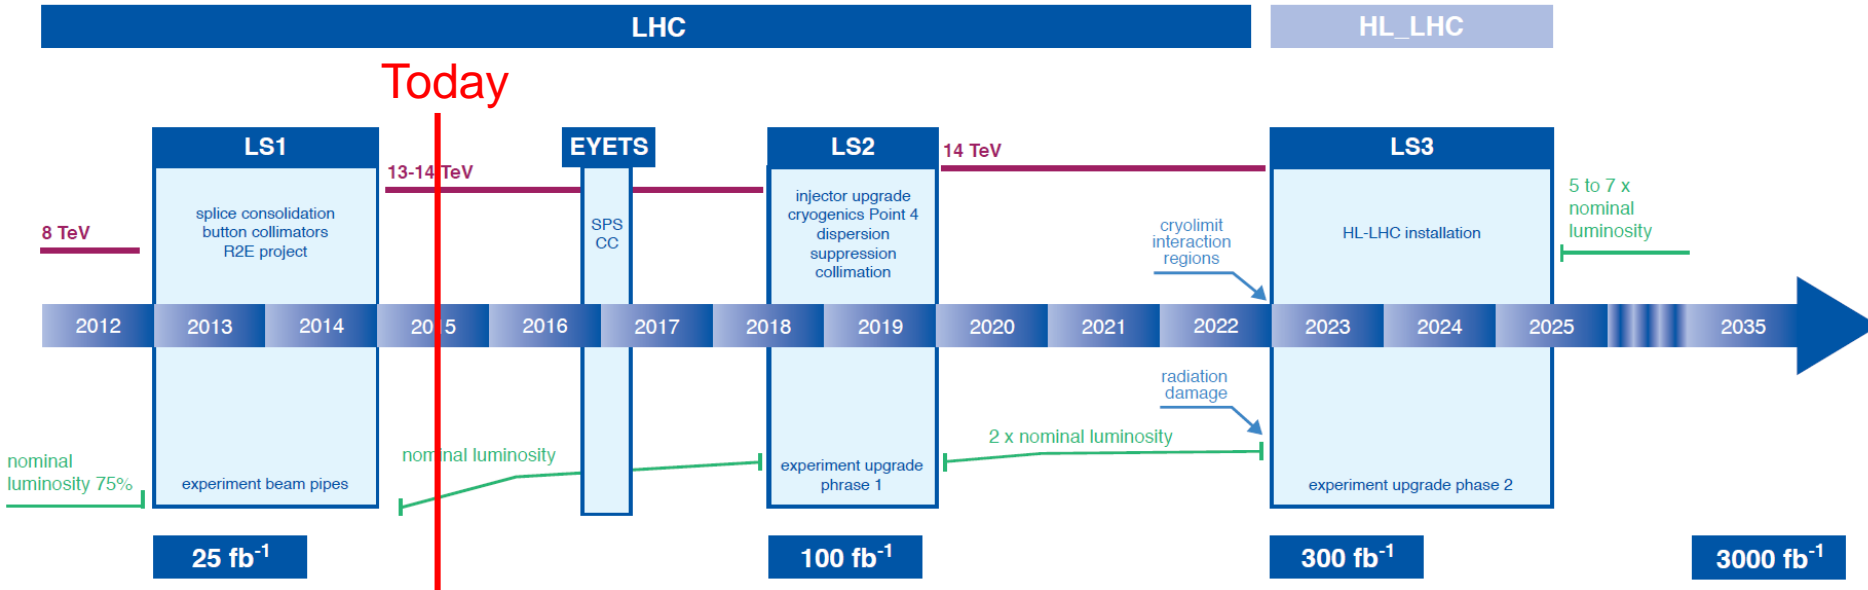 LHC
HL_LHC
Today
LS1
EYETS
LS2
LS3
8 TeV
13-14 TeV
14 TeV
splice consolidation
button collimators
R2E project
SPS
CC
injector upgrade
cryogenics Point 4
dispersion
suppression
collimation
cryolimit
interaction
regions
HL-LHC installation
5 to 7 x
nominal
luminosity
2012
2013
2014
2015
2016
2017
2018
2019
2020
2021
2022
2023
2024
2025
2035
radiation
damage
nominal
luminosity 75%
experiment beam pipes
nominal luminosity
experiment upgrade
phrase 1
2 x nominal luminosity
experiment upgrade phase 2
25 fb⁻¹
100 fb⁻¹
300 fb⁻¹
3000 fb⁻¹